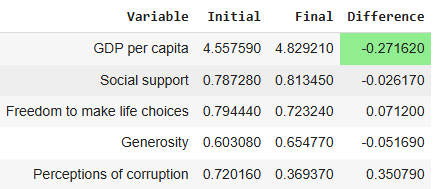 Variable Initial Final Difference
GDP per capita 4.557590 4.829210 -0.271620
Social support 0.787280 0.813450 -0.026170
Freedom to make life choices 0.794440 0.723240 0.071200
Generosity 0.603080 0.654770 -0.051690
Perceptions of corruption 0.720160 0.369370 0.350790